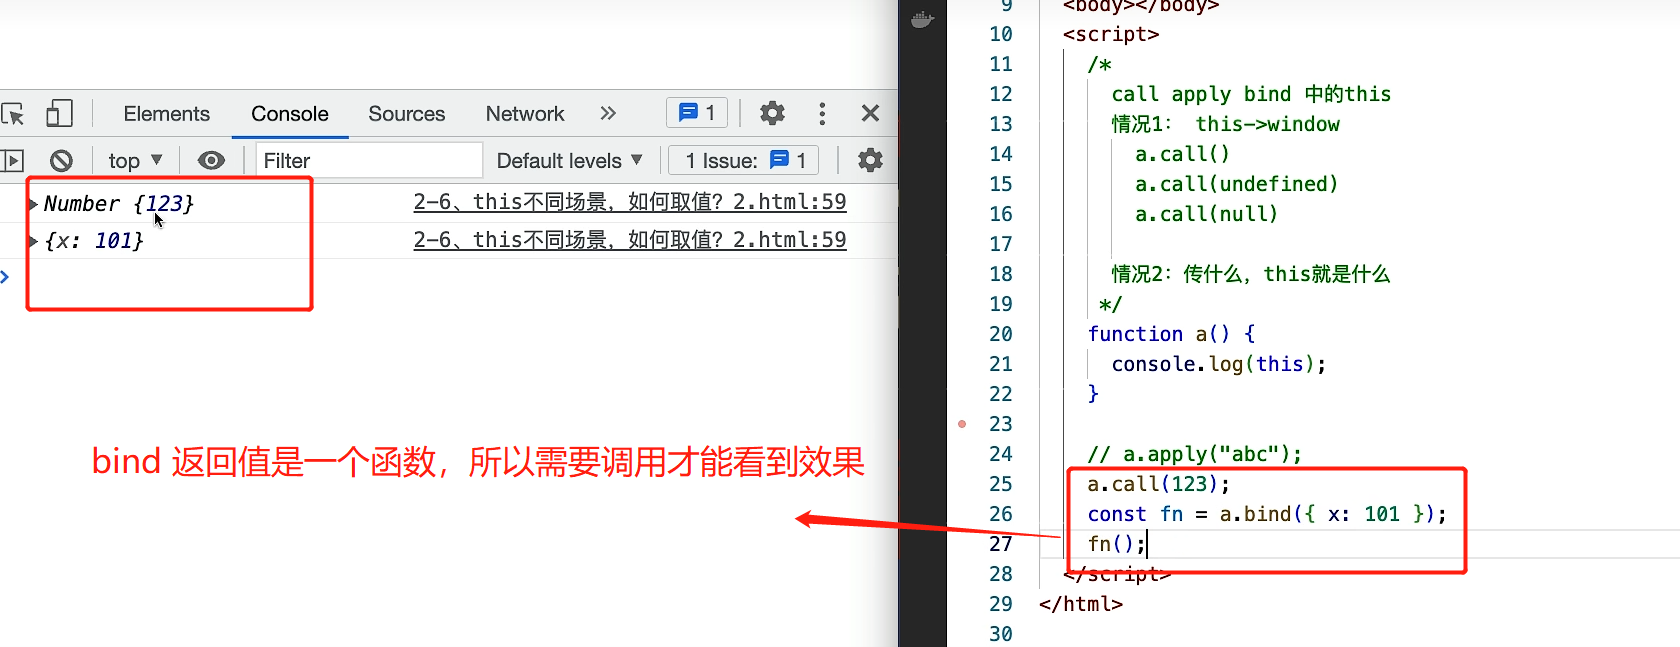 Elements Console Sources Network 1
top Filter Default levels 1 Issue: 1
Number {123} 2-6、this不同场景，如何取值？2.html:59
{x: 101} 2-6、this不同场景，如何取值？2.html:59
bind 返回值是一个函数，所以需要调用才能看到效果
9 <body></body>
10 <script>
11 /*
12 call apply bind 中的this
13 情况1： this->window
14 a.call()
15 a.call(undefined)
16 a.call(null)
17
18 情况2：传什么，this就是什么
19 */
20 function a() {
21 console.log(this);
22 }
23
24 // a.apply("abc");
25 a.call(123);
26 const fn = a.bind({ x: 101 });
27 fn();
28 </script>
29 </html>
30